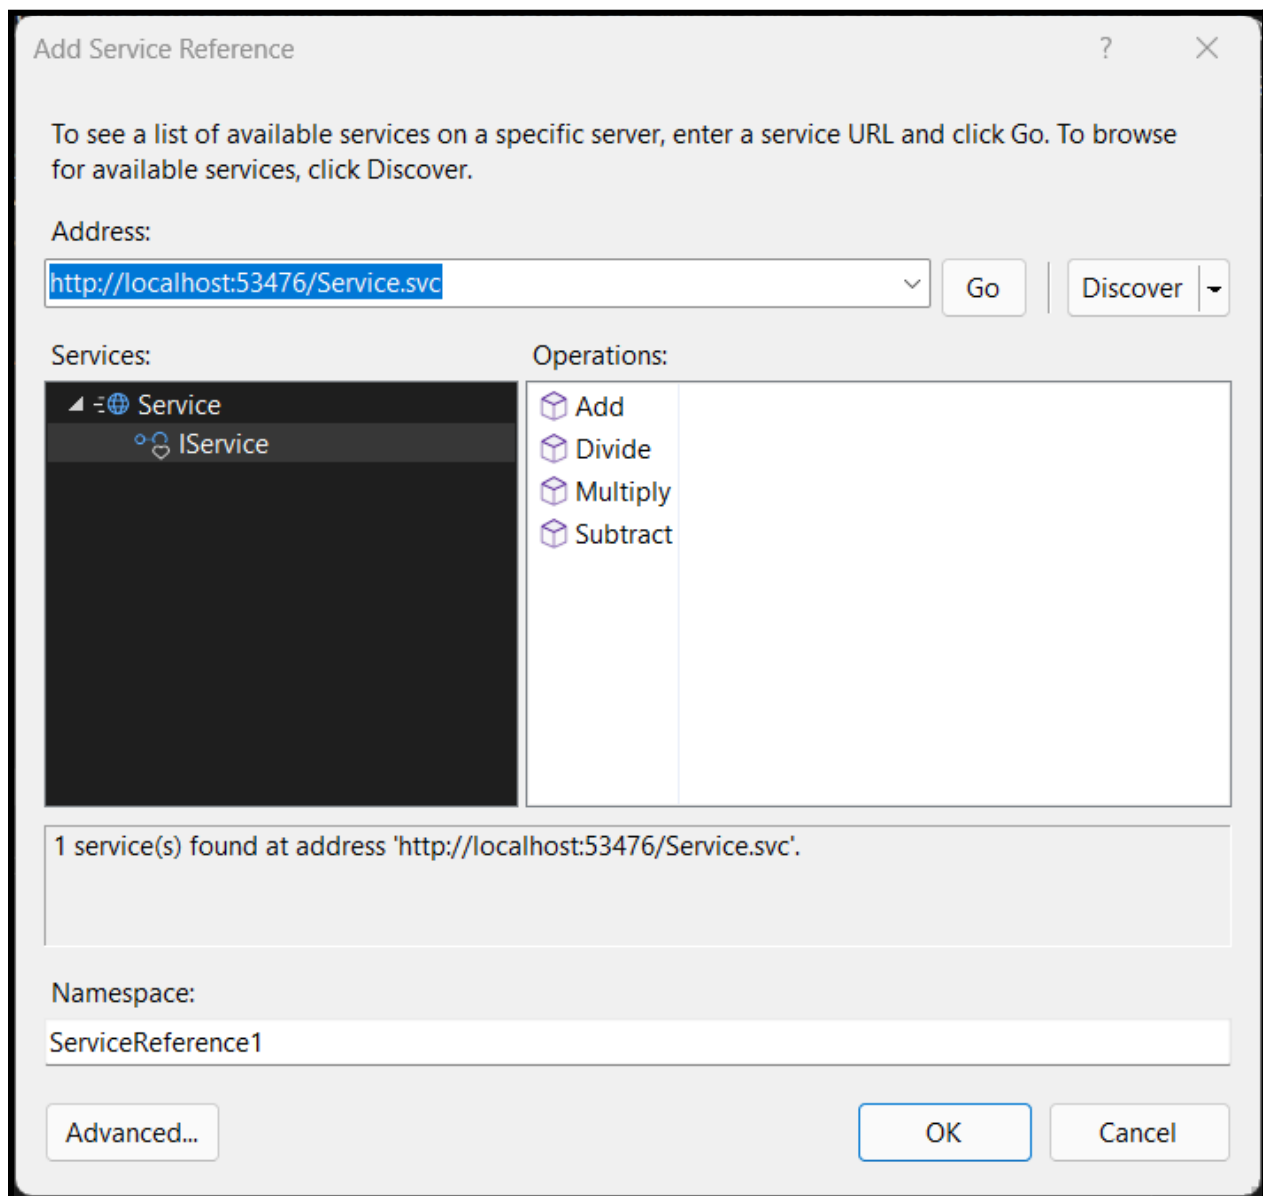 Add Service Reference
?
To see a list of available services on a specific server, enter a service URL and click Go. To browse
for available services, click Discover.
Address:
http://localhost:53476/Service.svc
Go
Discover
Services:
Operations:
Service
IService
Add
Divide
Multiply
Subtract
1 service(s) found at address 'http://localhost:53476/Service.svc'.
Namespace:
ServiceReference1
Advanced...
OK
Cancel